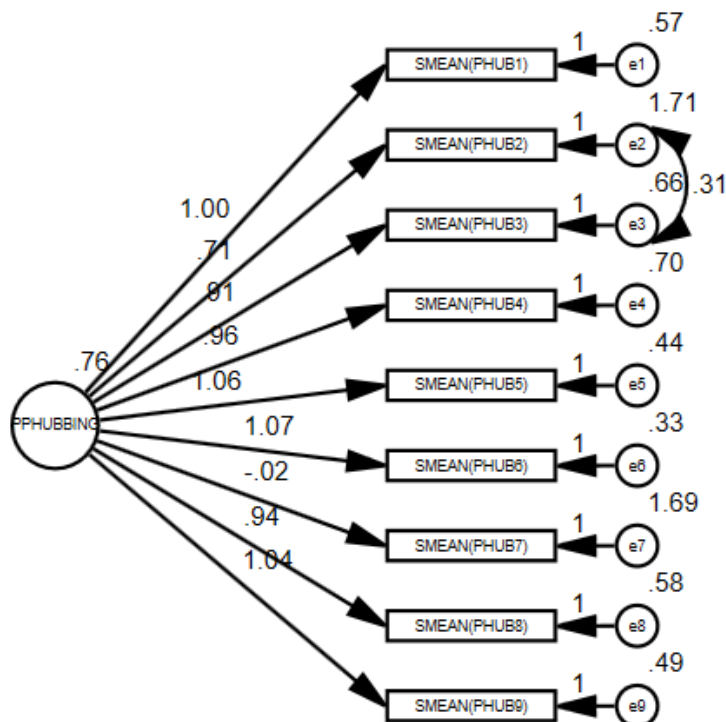 .57
1
SMEAN(PHUB1)
e1
1.71
1
SMEAN(PHUB2)
e2
.66
.31
1.00
1
SMEAN(PHUB3)
e3
.71
.70
.91
1
SMEAN(PHUB4)
e4
.96
.44
.76
1.06
1
SMEAN(PHUB5)
e5
PPHUBBING
1.07
.33
1
SMEAN(PHUB6)
e6
-.02
1.69
.94
1
SMEAN(PHUB7)
e7
1.04
.58
1
SMEAN(PHUB8)
e8
.49
1
SMEAN(PHUB9)
e9